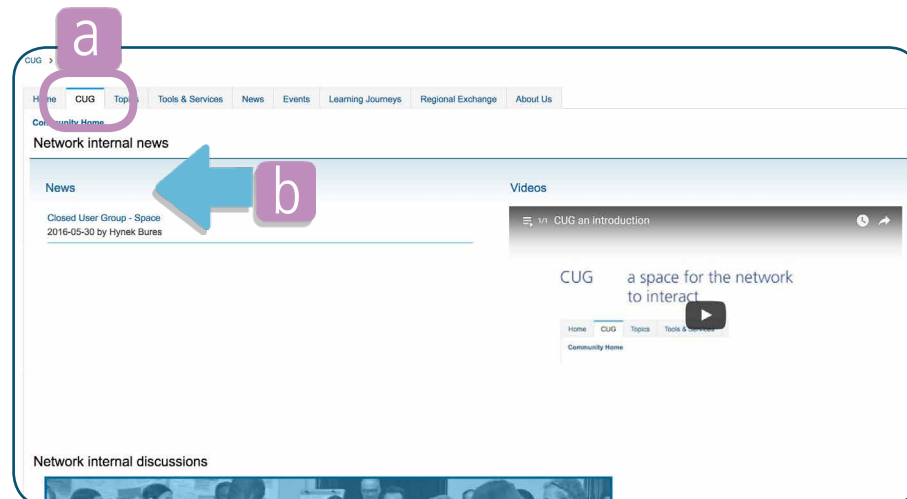 a
CUG >
Home CUG Topics Tools & Services News Events Learning Journeys Regional Exchange About Us
Community Home
Network internal news
b
News
Closed User Group - Space
2016-05-30 by Hynek Bures
Videos
1/1 CUG an introduction
CUG a space for the network
to interact
Home CUG Topics Tools & Services
Community Home
Network internal discussions